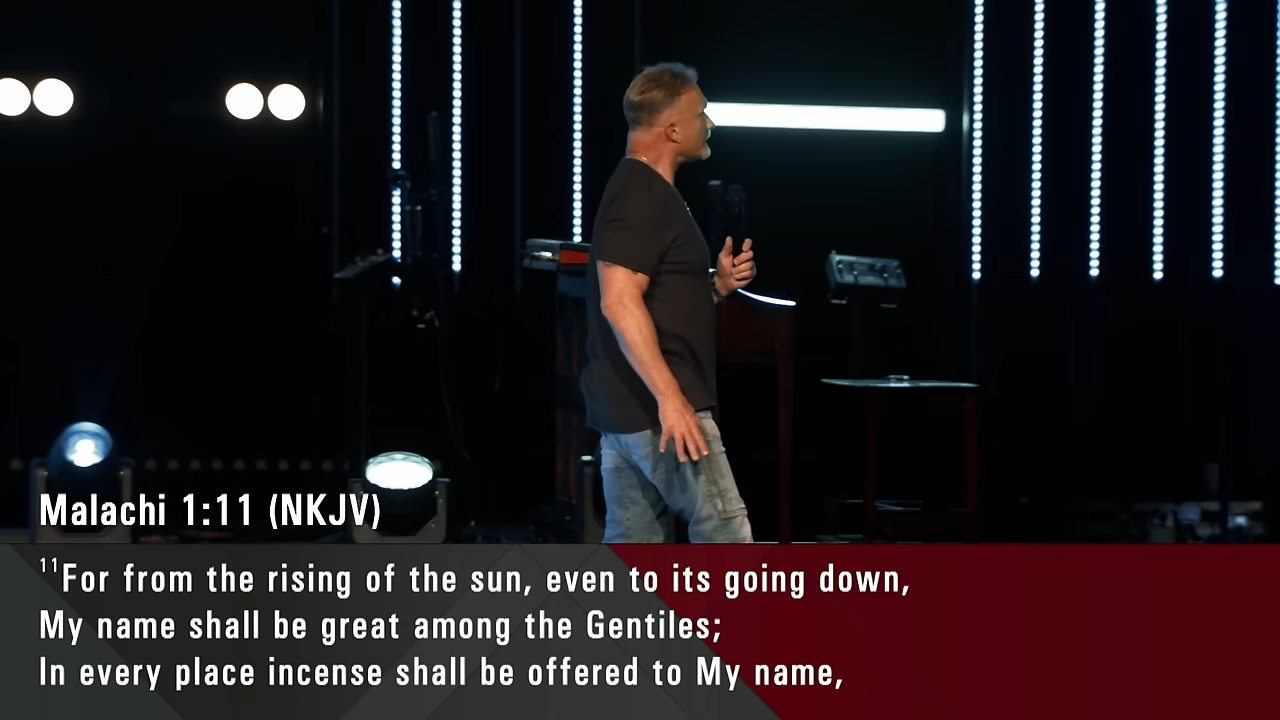 Malachi 1:11 (NKJV)
¹¹For from the rising of the sun, even to its going down,
My name shall be great among the Gentiles;
In every place incense shall be offered to My name,